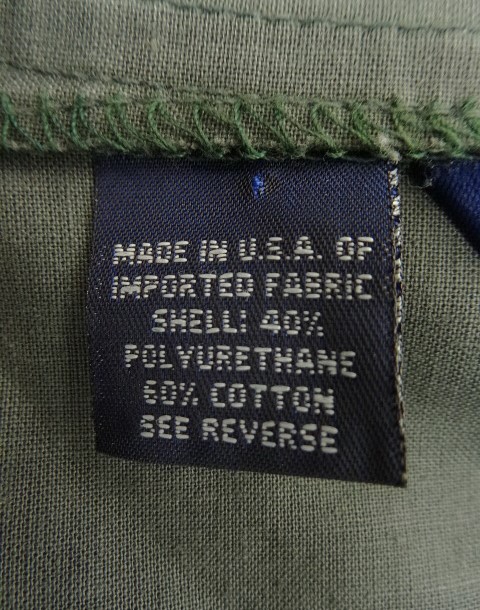 MADE IN U.S.A. OF
IMPORTED FABRIC
SHELL: 40%
POLYURETHANE
60% COTTON
SEE REVERSE